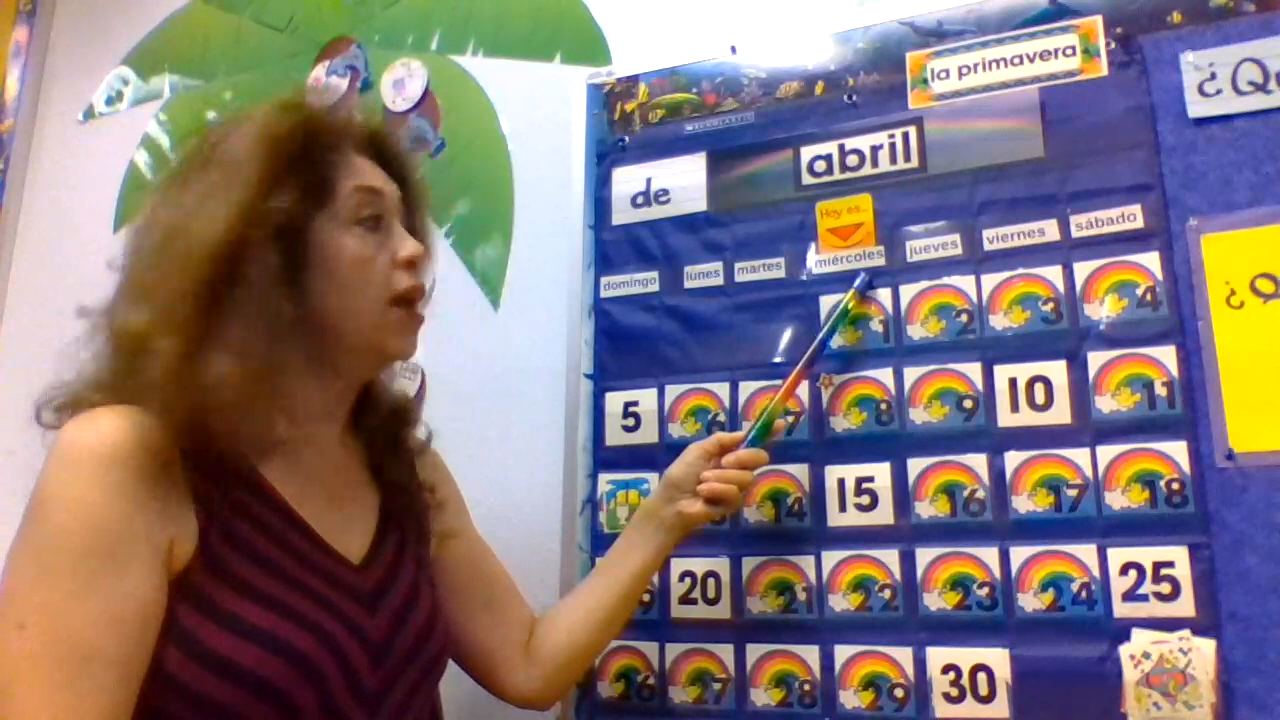 la primavera
¿Qu
SCHOLASTIC
de abril
Hoy es...
domingo lunes martes miércoles jueves viernes sábado
1 2 3 4
¿Q
5 6 7 8 9 10 11
14 15 16 17 18
20 21 22 23 24 25
26 27 28 29 30